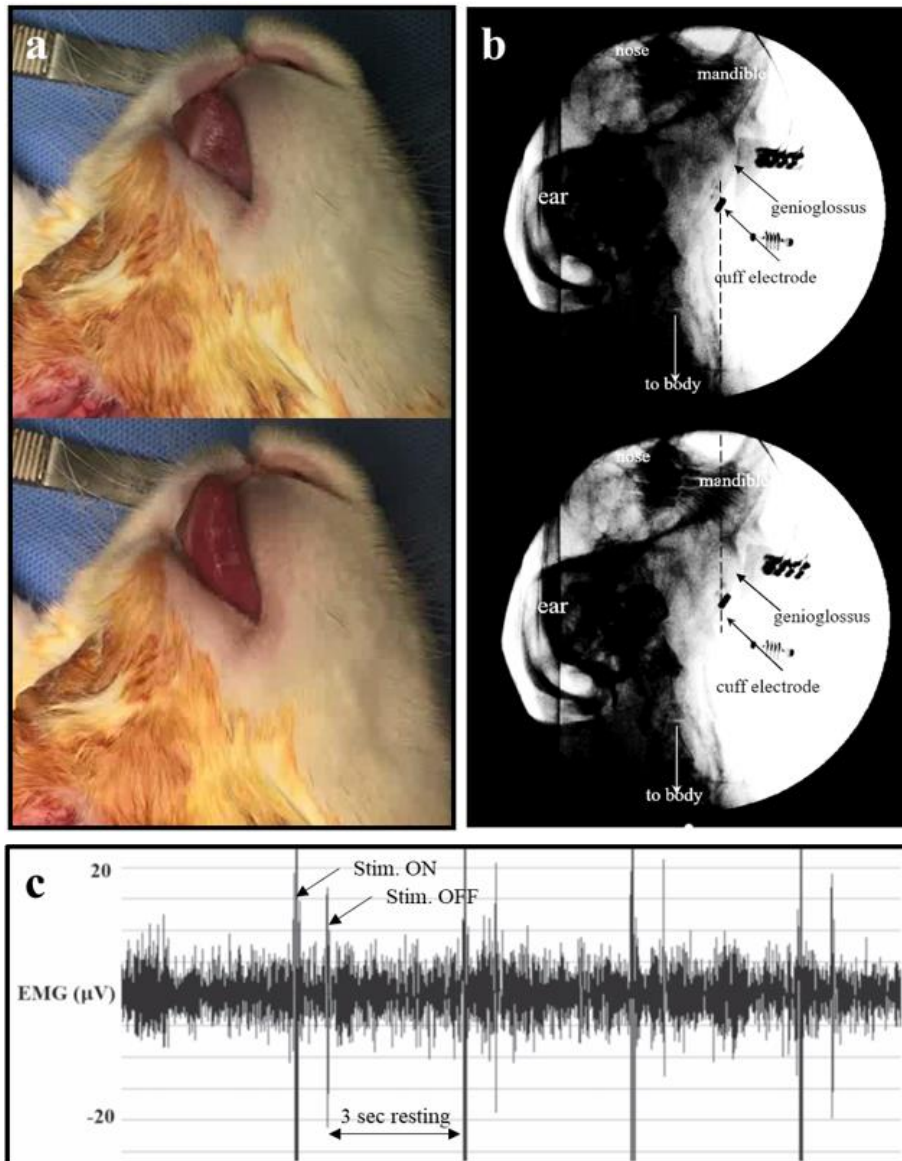 a
b
nose
mandible
ear
genioglossus
cuff electrode
to body
nose
mandible
ear
genioglossus
cuff electrode
to body
c
20
Stim. ON
Stim. OFF
EMG (μV)
-20
3 sec resting